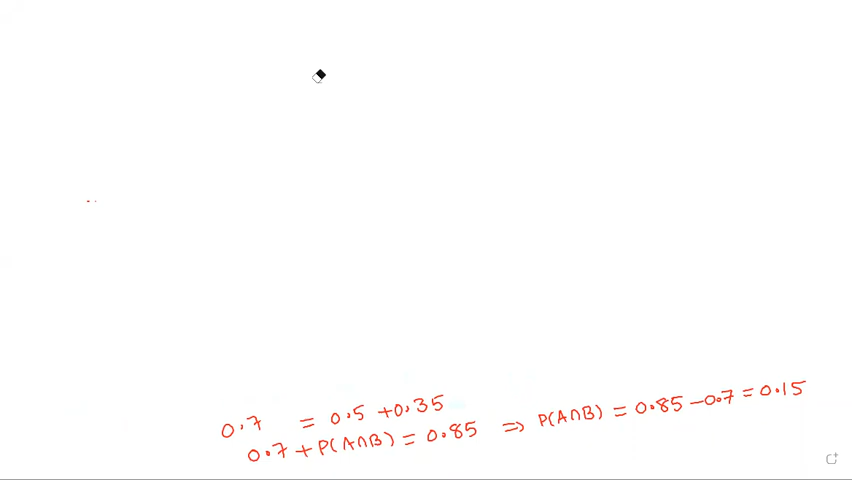 0.7 = 0.5 + 0.35
0.7 + P(A∩B) = 0.85 ⇒ P(A∩B) = 0.85 - 0.7 = 0.15